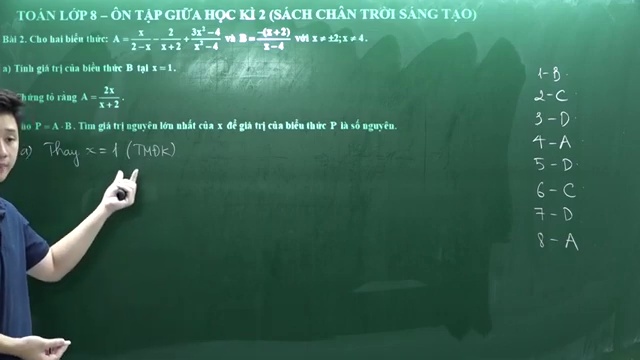 TOÁN LỚP 8 – ÔN TẬP GIỮA HỌC KÌ 2 (SÁCH CHÂN TRỜI SÁNG TẠO)
Bài 2. Cho hai biểu thức: A = x/(2-x) - 2/(x+2) + (3x²-4)/(x²-4) và B = -(x+2)/(x-4) với x ≠ ±2; x ≠ 4.
a) Tính giá trị của biểu thức B tại x = 1.
hứng tỏ rằng A = 2x/(x+2).
o P = A · B. Tìm giá trị nguyên lớn nhất của x để giá trị của biểu thức P là số nguyên.
a) Thay x = 1 (TMĐK)
1 – B
2 – C
3 – D
4 – A
5 – D
6 – C
7 – D
8 – A